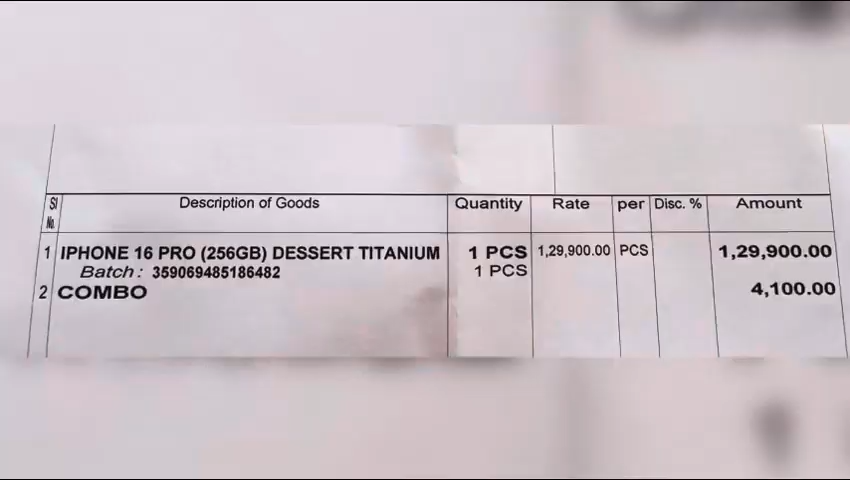 Sl No. Description of Goods Quantity Rate per Disc. % Amount
1 IPHONE 16 PRO (256GB) DESSERT TITANIUM 1 PCS 1,29,900.00 PCS 1,29,900.00
Batch : 359069485186482 1 PCS
2 COMBO 4,100.00